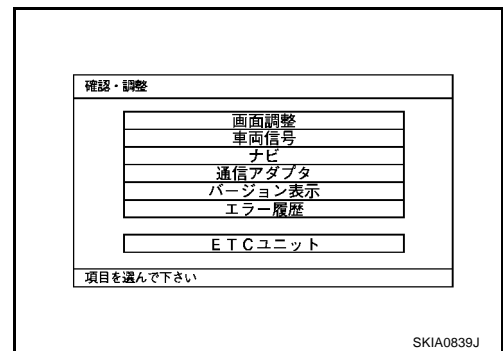 確認・調整
画面調整
車両信号
ナビ
通信アダプタ
バージョン表示
エラー履歴
ETCユニット
項目を選んで下さい
SKIA0839J